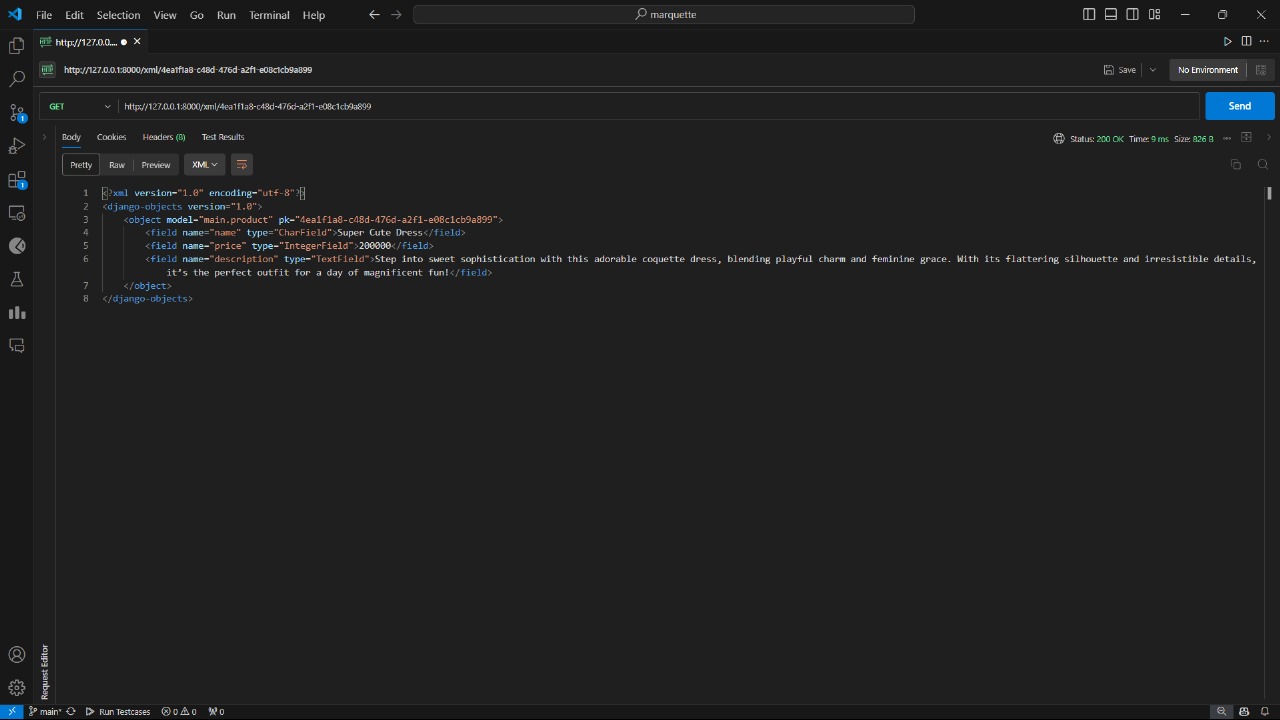 File Edit Selection View Go Run Terminal Help
marquette
http://127.0.0....
http://127.0.0.1:8000/xml/4ea1f1a8-c48d-476d-a2f1-e08c1cb9a899
Save
No Environment
GET
http://127.0.0.1:8000/xml/4ea1f1a8-c48d-476d-a2f1-e08c1cb9a899
Send
Body Cookies Headers (8) Test Results
Status: 200 OK Time: 9 ms Size: 826 B
Pretty Raw Preview XML
1 <?xml version="1.0" encoding="utf-8"?>
2 <django-objects version="1.0">
3 <object model="main.product" pk="4ea1f1a8-c48d-476d-a2f1-e08c1cb9a899">
4 <field name="name" type="CharField">Super Cute Dress</field>
5 <field name="price" type="IntegerField">200000</field>
6 <field name="description" type="TextField">Step into sweet sophistication with this adorable coquette dress, blending playful charm and feminine grace. With its flattering silhouette and irresistible details,
it's the perfect outfit for a day of magnificent fun!</field>
7 </object>
8 </django-objects>
Request Editor
main* Run Testcases 0 0 0